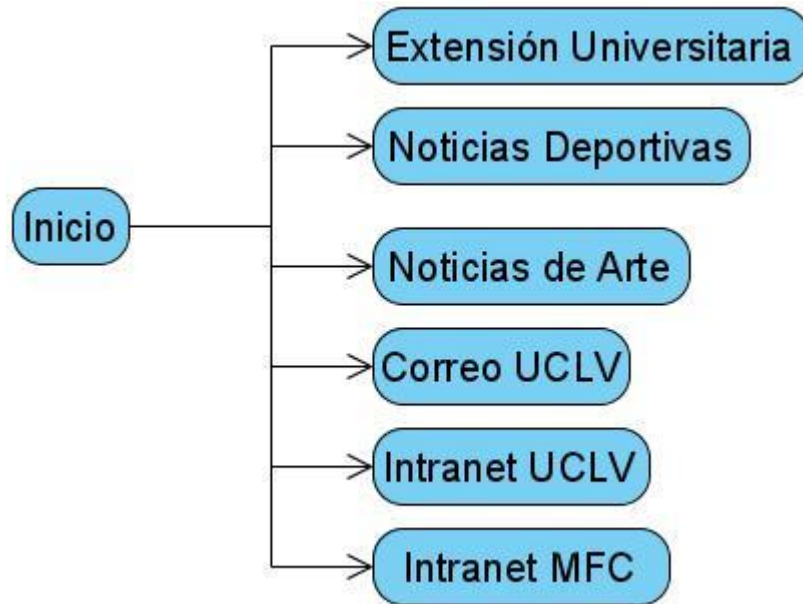 Extensión Universitaria
Noticias Deportivas
Inicio
Noticias de Arte
Correo UCLV
Intranet UCLV
Intranet MFC